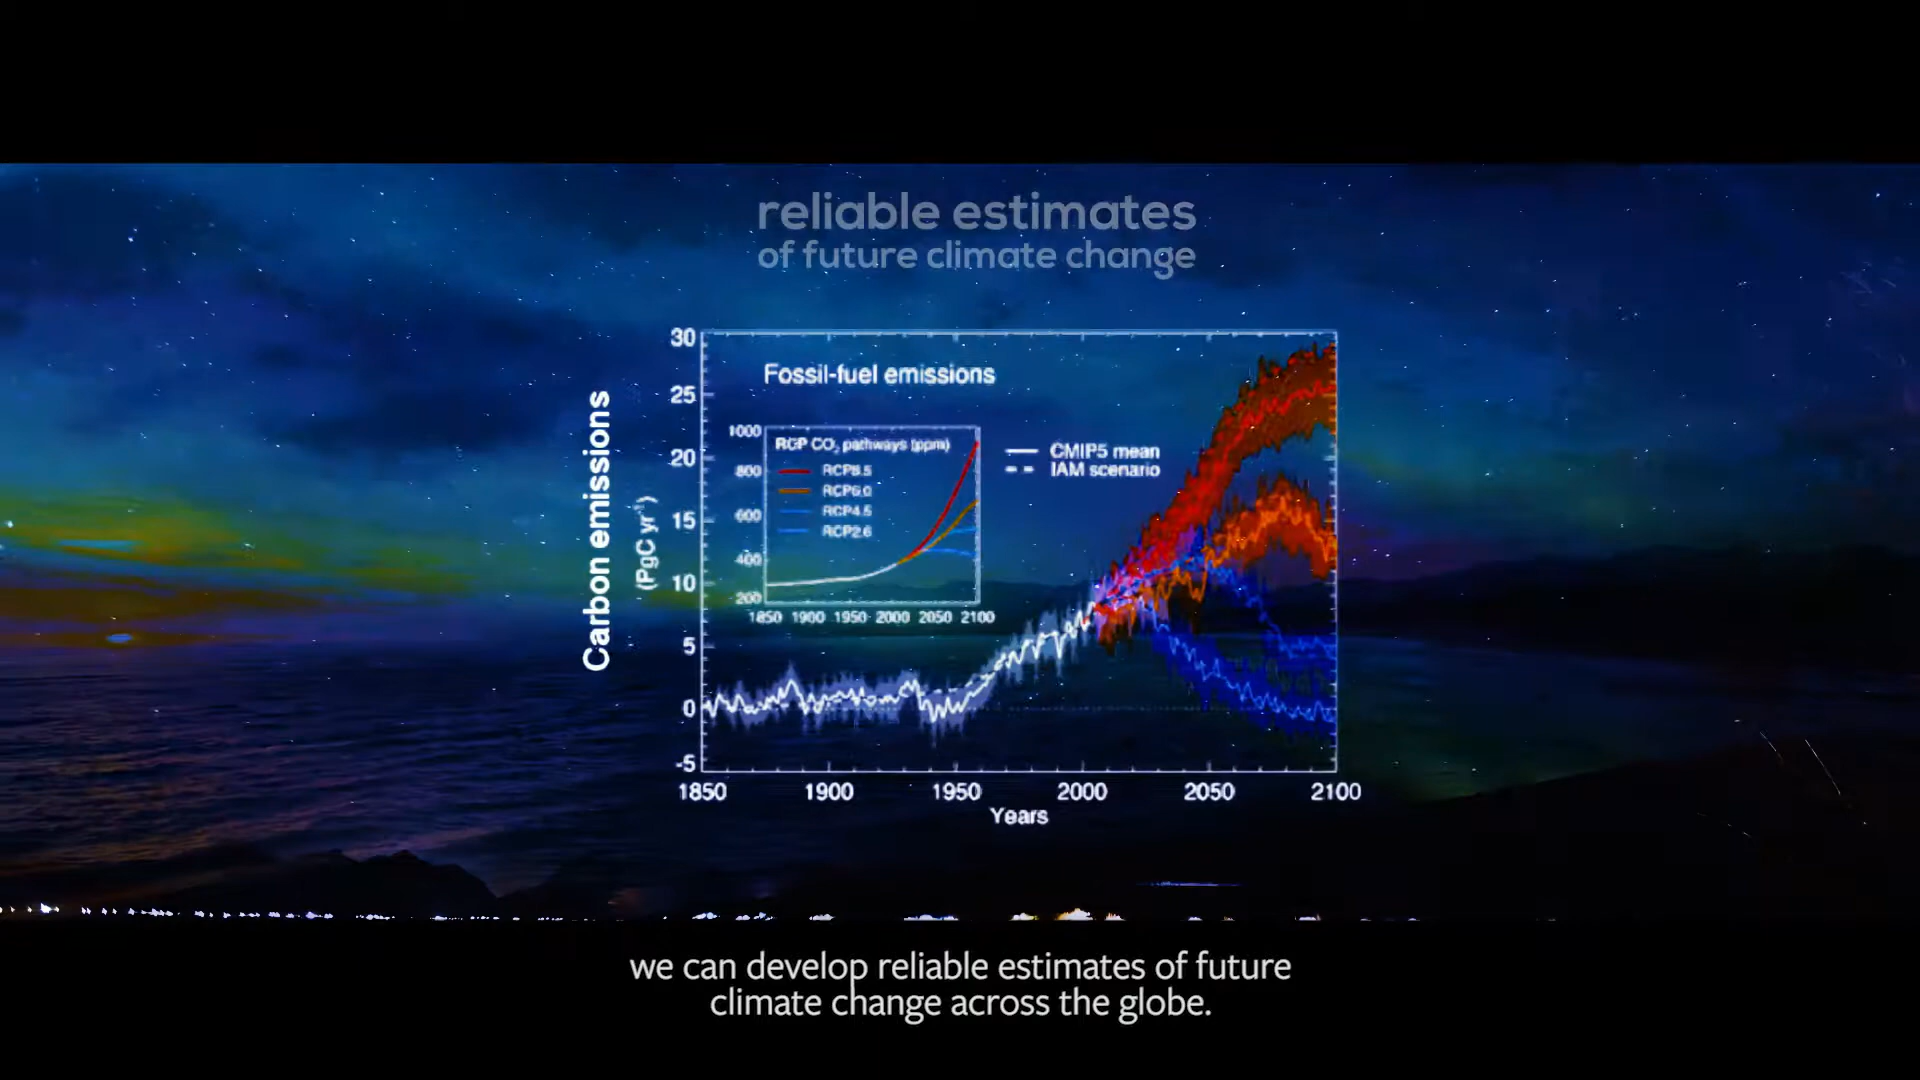 reliable estimates
of future climate change
30
25
20
15
10
5
0
-5
Carbon emissions
(PgC yr⁻¹)
Fossil-fuel emissions
1000
800
600
400
200
RCP CO₂ pathways (ppm)
RCP8.5
RCP6.0
RCP4.5
RCP2.6
1850 1900 1950 2000 2050 2100
CMIP5 mean
IAM scenario
1850 1900 1950 2000 2050 2100
Years
we can develop reliable estimates of future
climate change across the globe.